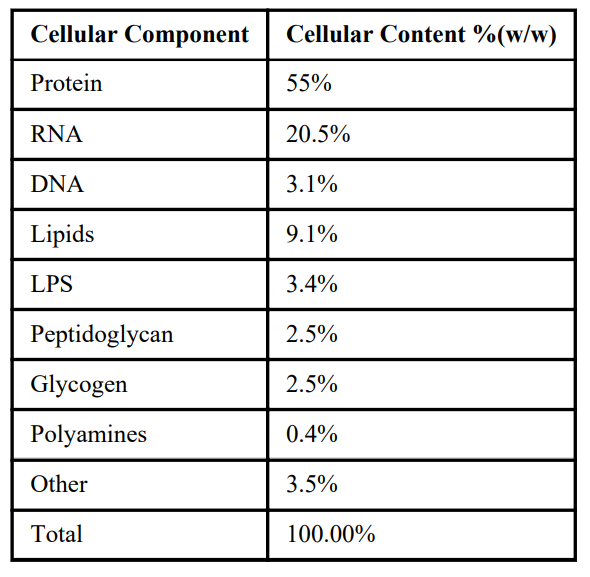 Cellular Component Cellular Content %(w/w)
Protein 55%
RNA 20.5%
DNA 3.1%
Lipids 9.1%
LPS 3.4%
Peptidoglycan 2.5%
Glycogen 2.5%
Polyamines 0.4%
Other 3.5%
Total 100.00%